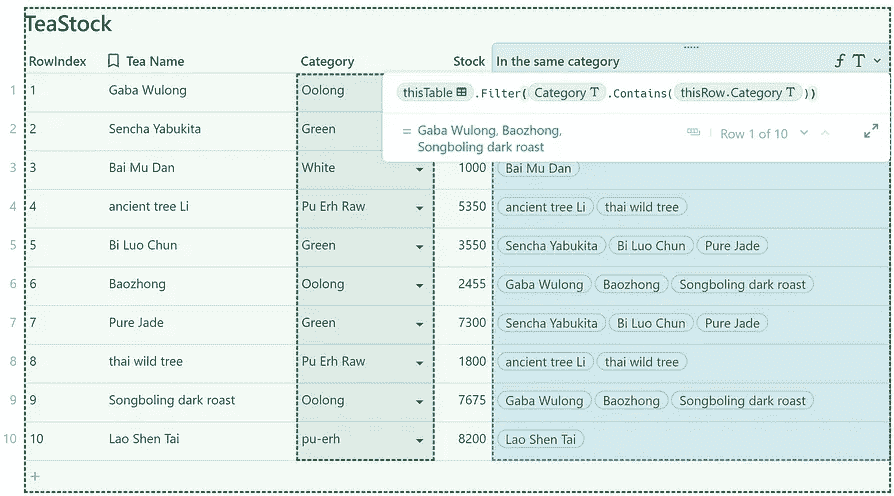 TeaStock
RowIndex Tea Name Category Stock In the same category
thisTable.Filter(Category.Contains(thisRow.Category))
= Gaba Wulong, Baozhong,
Songboling dark roast
Row 1 of 10
1 1 Gaba Wulong Oolong
2 2 Sencha Yabukita Green
3 3 Bai Mu Dan White 1000 Bai Mu Dan
4 4 ancient tree Li Pu Erh Raw 5350 ancient tree Li thai wild tree
5 5 Bi Luo Chun Green 3550 Sencha Yabukita Bi Luo Chun Pure Jade
6 6 Baozhong Oolong 2455 Gaba Wulong Baozhong Songboling dark roast
7 7 Pure Jade Green 7300 Sencha Yabukita Bi Luo Chun Pure Jade
8 8 thai wild tree Pu Erh Raw 1800 ancient tree Li thai wild tree
9 9 Songboling dark roast Oolong 7675 Gaba Wulong Baozhong Songboling dark roast
10 10 Lao Shen Tai pu-erh 8200 Lao Shen Tai